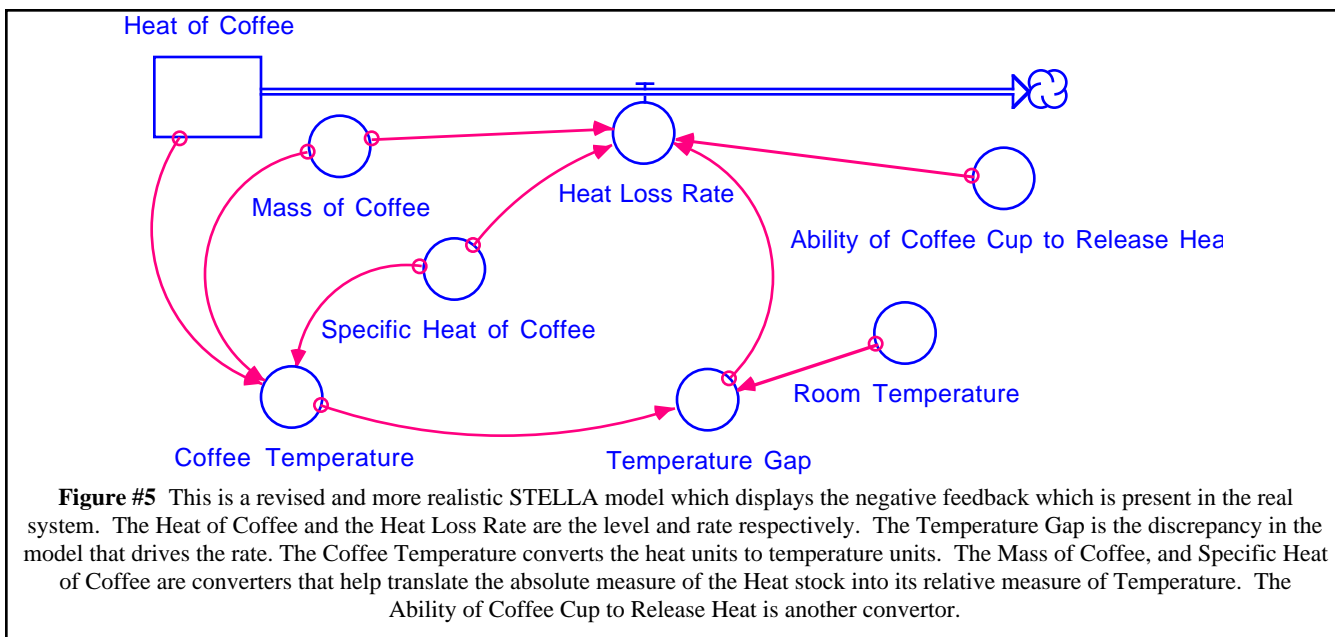 Heat of Coffee
Mass of Coffee
Heat Loss Rate
Ability of Coffee Cup to Release Hea
Specific Heat of Coffee
Room Temperature
Coffee Temperature
Temperature Gap
Figure #5 This is a revised and more realistic STELLA model which displays the negative feedback which is present in the real
system. The Heat of Coffee and the Heat Loss Rate are the level and rate respectively. The Temperature Gap is the discrepancy in the
model that drives the rate. The Coffee Temperature converts the heat units to temperature units. The Mass of Coffee, and Specific Heat
of Coffee are converters that help translate the absolute measure of the Heat stock into its relative measure of Temperature. The
Ability of Coffee Cup to Release Heat is another convertor.